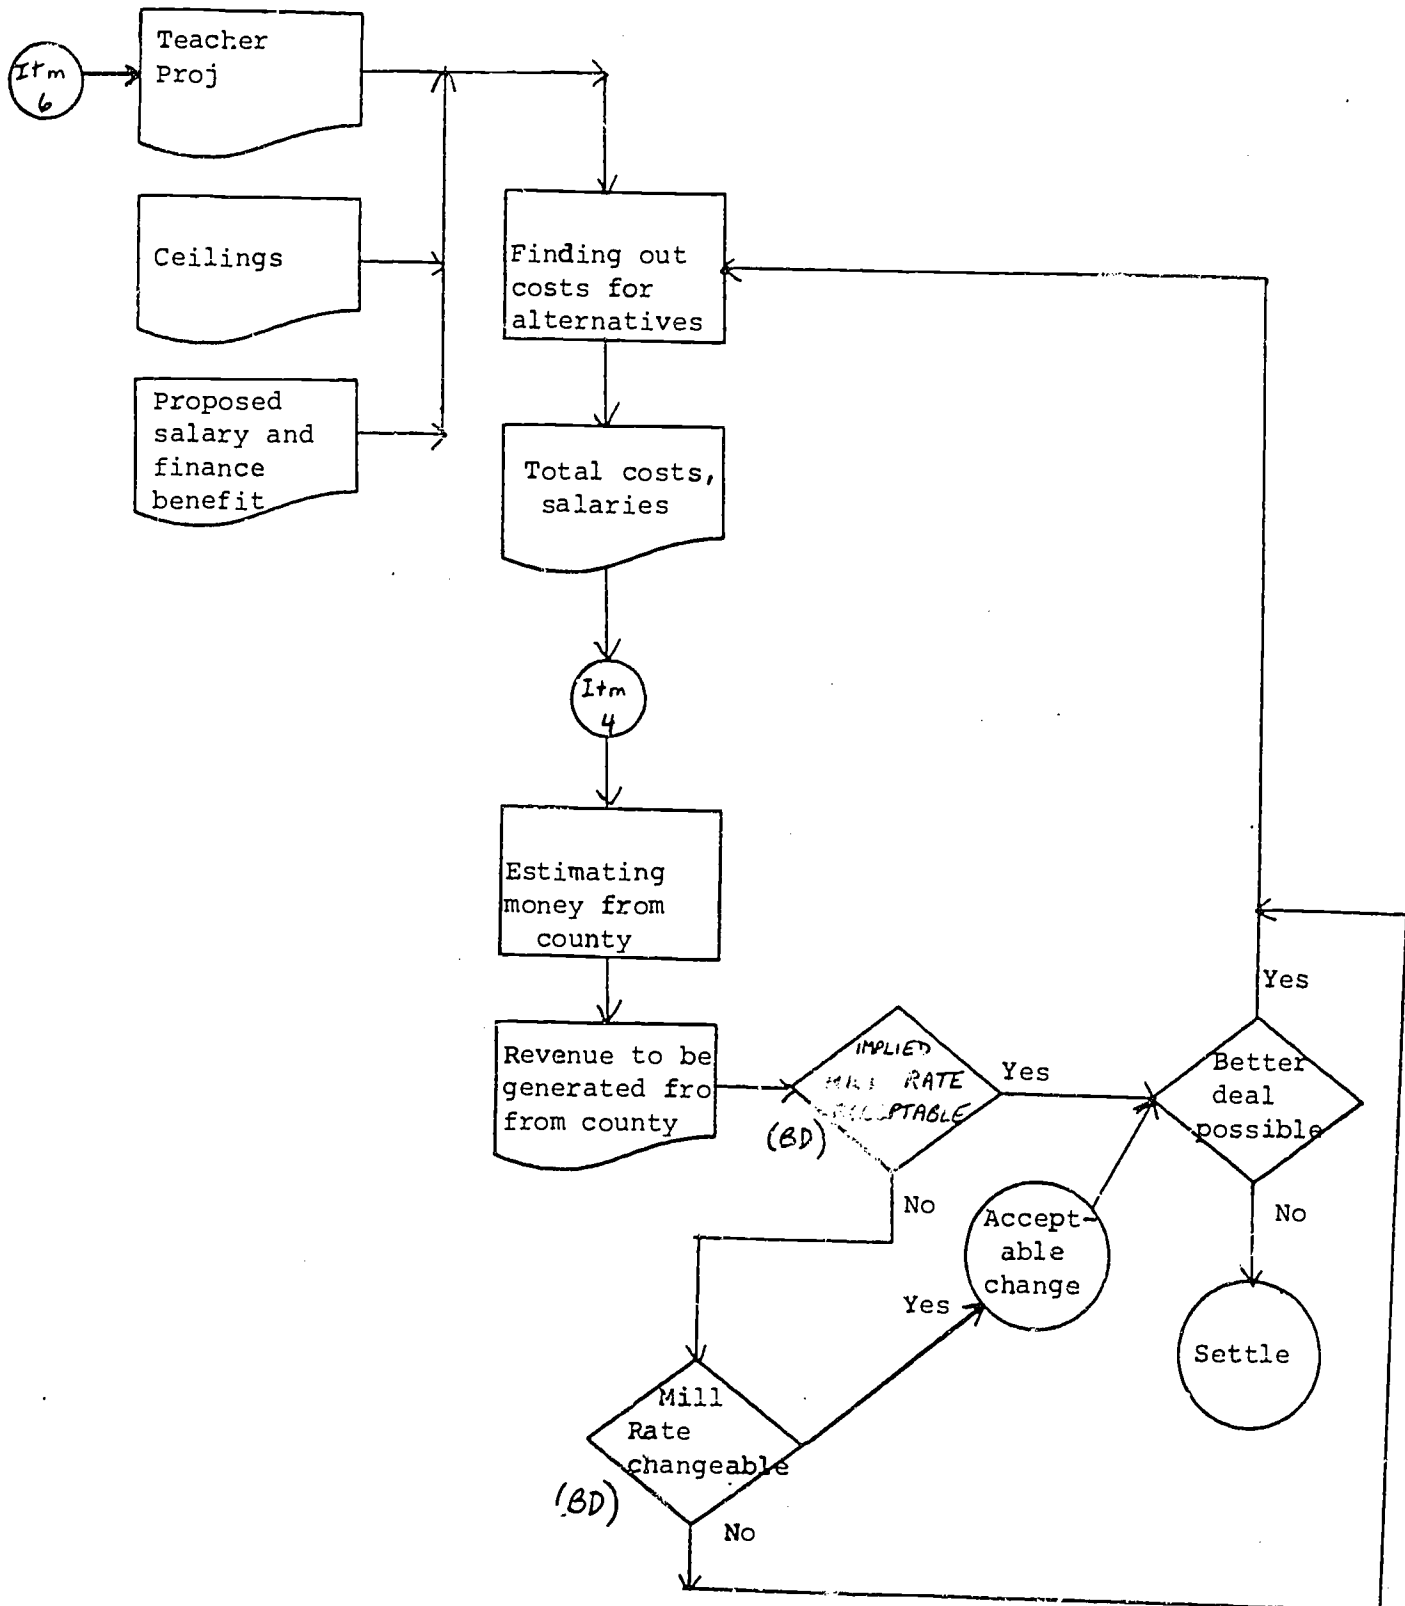 Itm
6
Teacher
Proj
Ceilings
Proposed
salary and
finance
benefit
Finding out
costs for
alternatives
Total costs,
salaries
Itm
4
Estimating
money from
county
Revenue to be
generated fro
from county
IMPLIED
MILL RATE
ACCEPTABLE
(BD)
Yes
No
Better
deal
possible
Yes
No
Accept-
able
change
Settle
Mill
Rate
changeable
(BD)
Yes
No